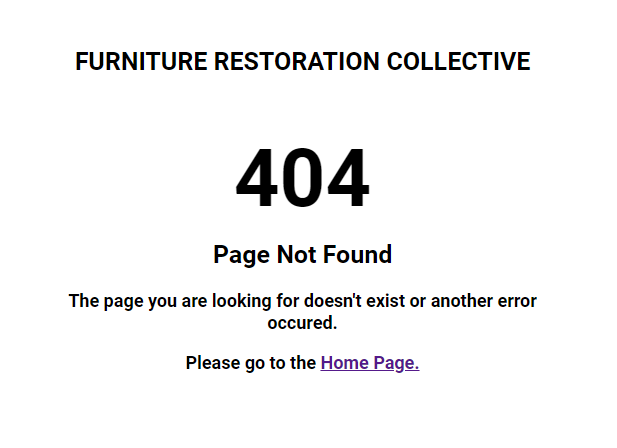 FURNITURE RESTORATION COLLECTIVE
404
Page Not Found
The page you are looking for doesn't exist or another error
occured.
Please go to the Home Page.